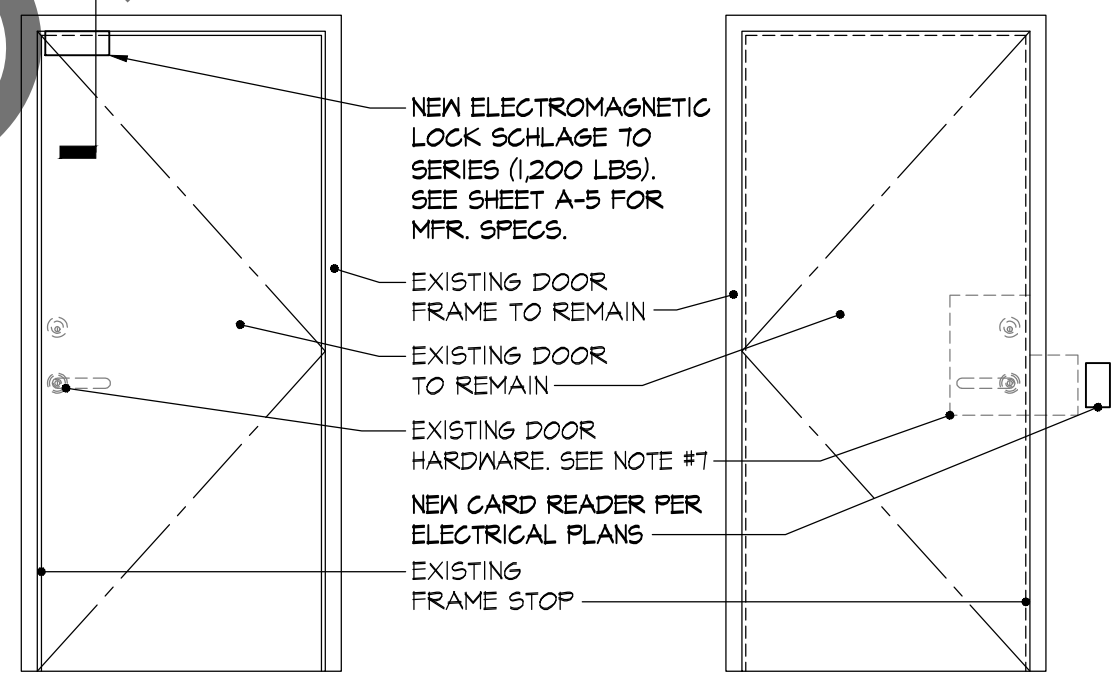 NEW ELECTROMAGNETIC
LOCK SCHLAGE 70
SERIES (1,200 LBS).
SEE SHEET A-5 FOR
MFR. SPECS.
EXISTING DOOR
FRAME TO REMAIN
EXISTING DOOR
TO REMAIN
EXISTING DOOR
HARDWARE. SEE NOTE #7
NEW CARD READER PER
ELECTRICAL PLANS
EXISTING
FRAME STOP